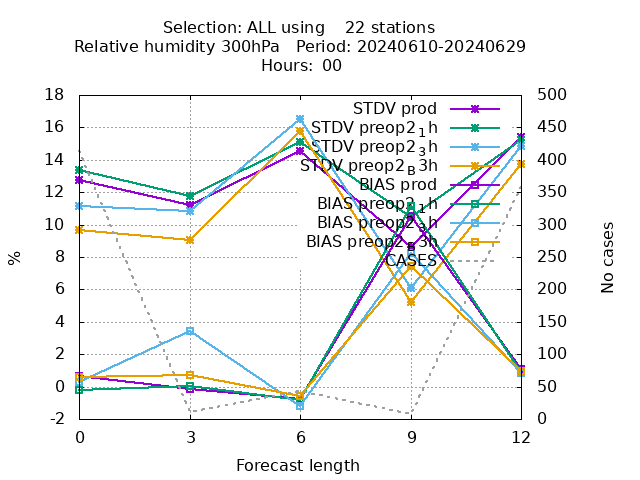 Selection: ALL using 22 stations
Relative humidity 300hPa Period: 20240610-20240629
Hours: 00
STDV prod
STDV preop2_1h
STDV preop2_3h
STDV preop2_B3h
BIAS prod
BIAS preop2_1h
BIAS preop2_3h
BIAS preop2_B3h
CASES
%
18
16
14
12
10
8
6
4
2
0
-2
500
450
400
350
300
250
200
150
100
50
0
No cases
0 3 6 9 12
Forecast length